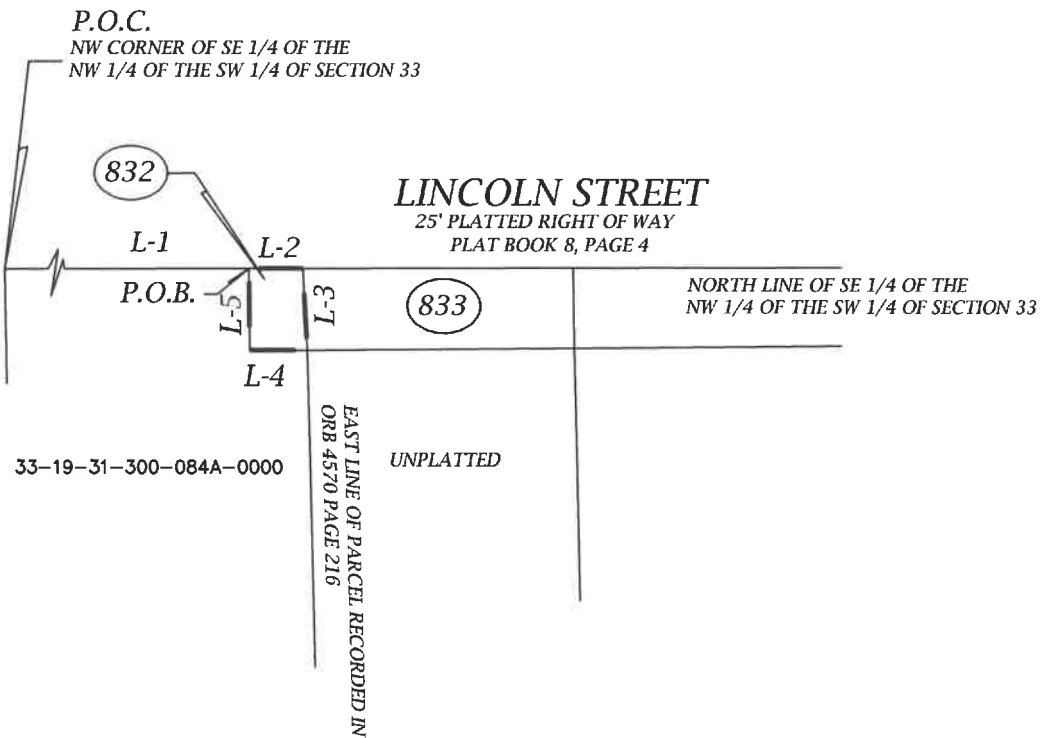 P.O.C.
NW CORNER OF SE 1/4 OF THE
NW 1/4 OF THE SW 1/4 OF SECTION 33
832
LINCOLN STREET
25' PLATTED RIGHT OF WAY
PLAT BOOK 8, PAGE 4
L-1
L-2
P.O.B.
L-5
L-3
833
NORTH LINE OF SE 1/4 OF THE
NW 1/4 OF THE SW 1/4 OF SECTION 33
L-4
EAST LINE OF PARCEL RECORDED IN
ORB 4570 PAGE 216
33-19-31-300-084A-0000
UNPLATTED